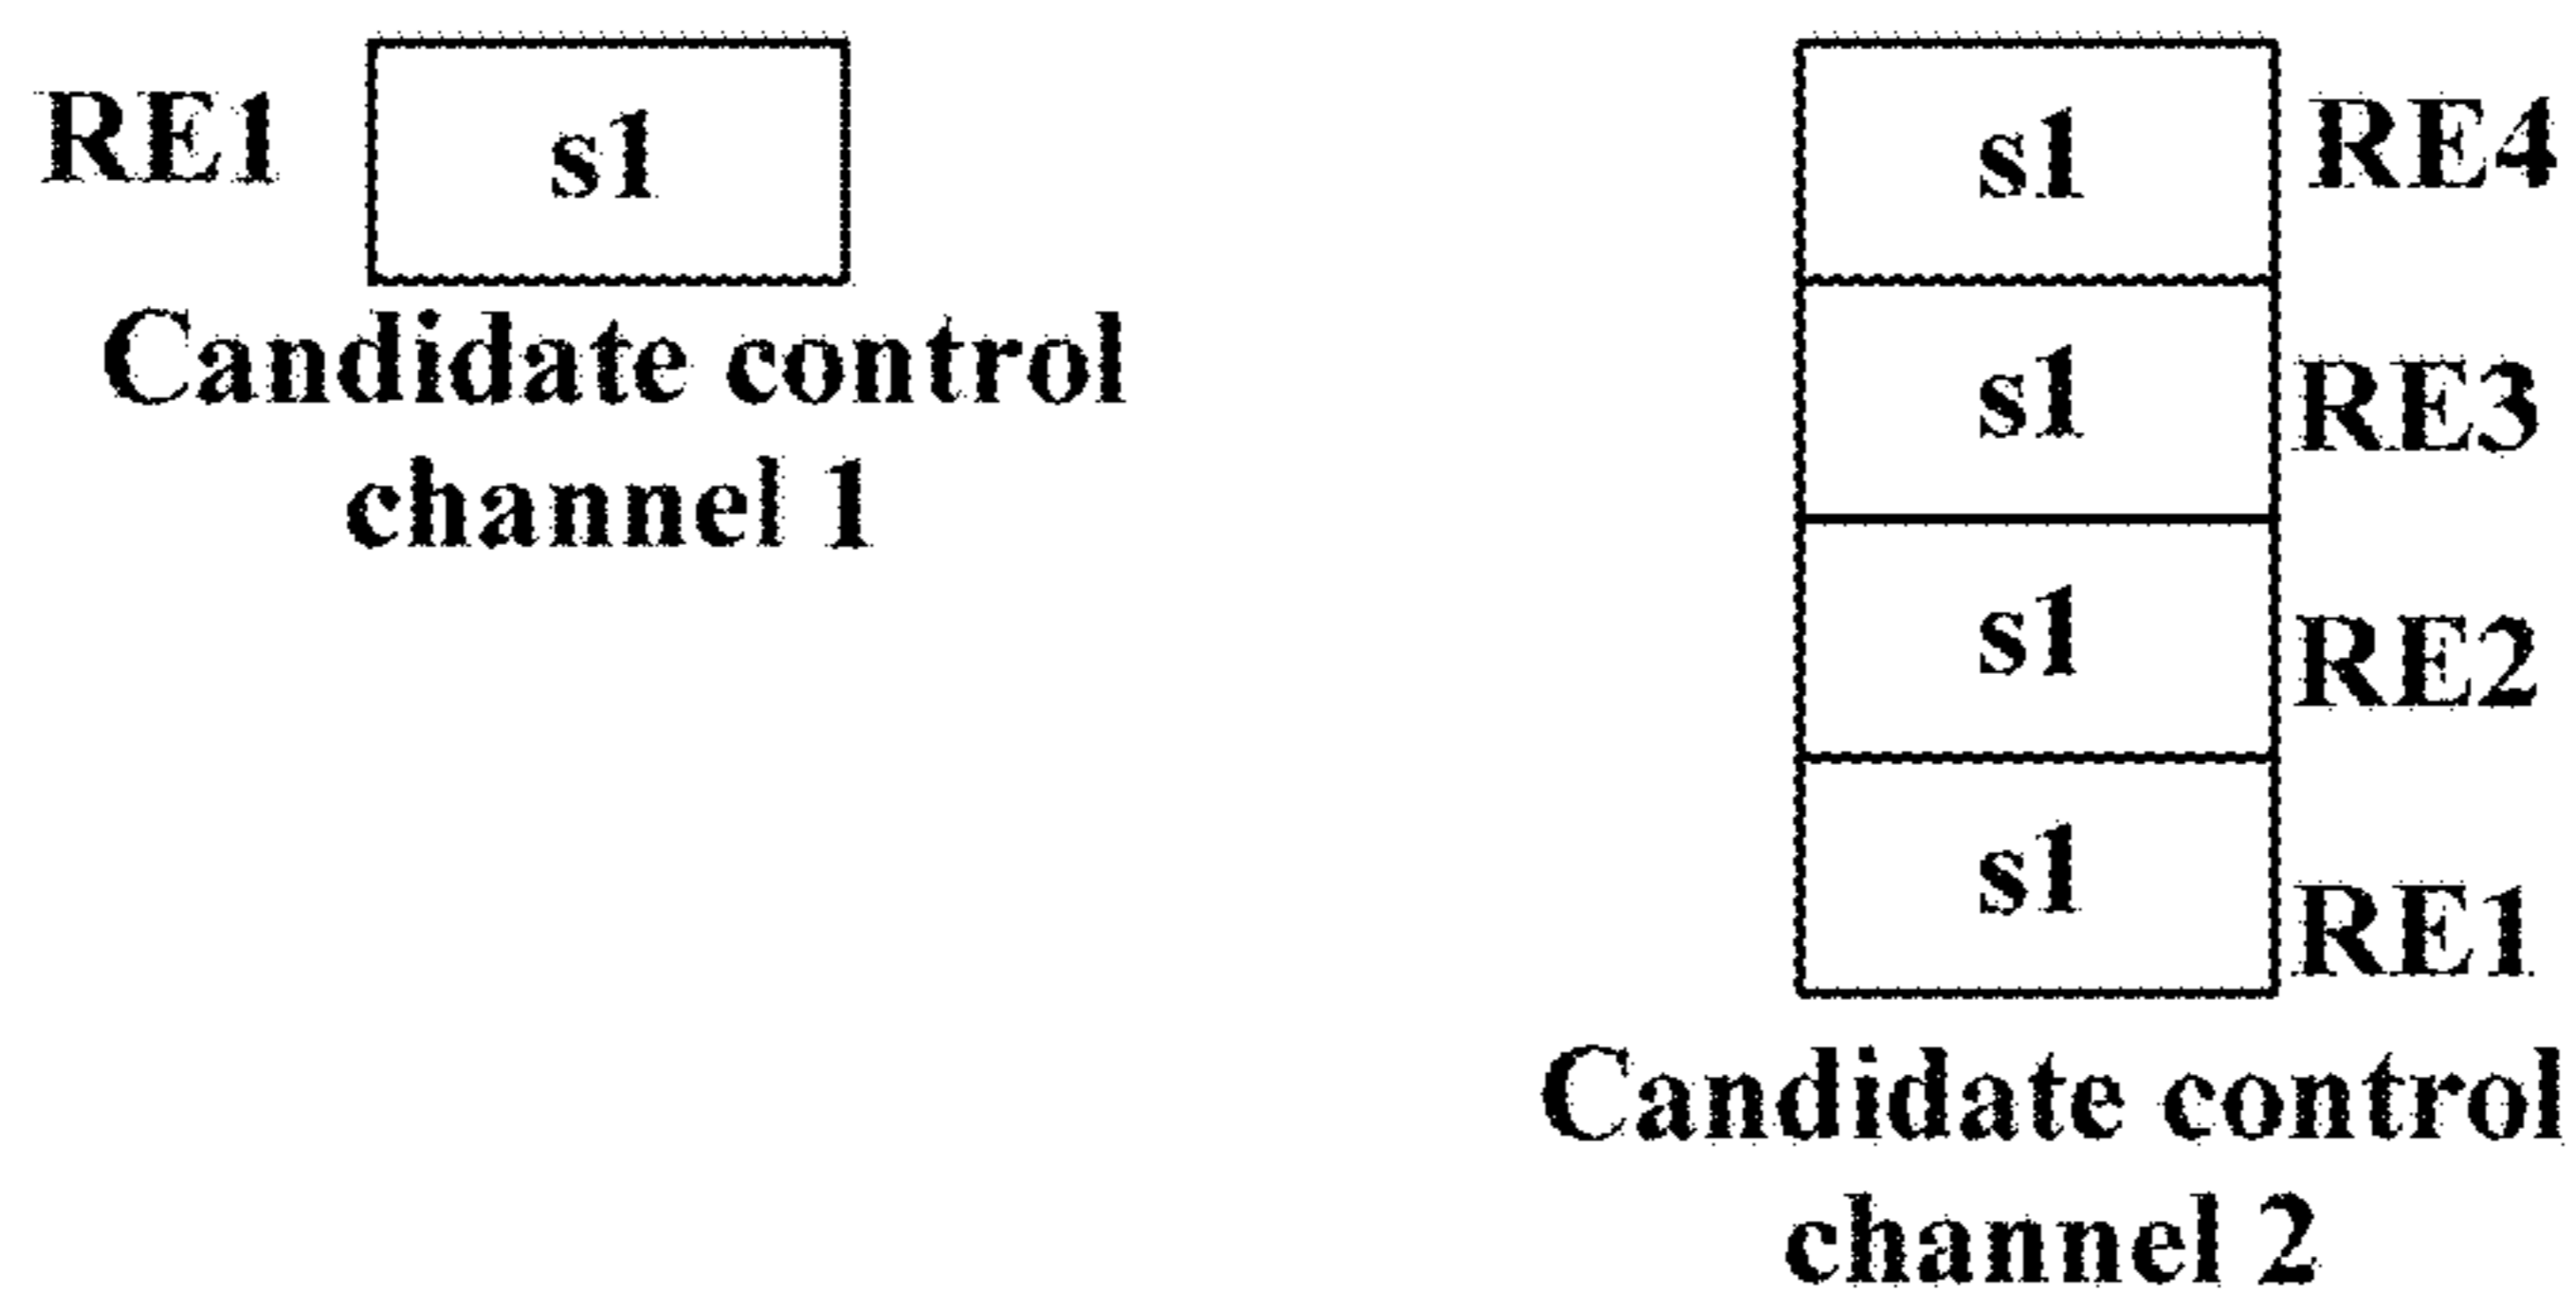 RE1 s1
Candidate control
channel 1
s1 RE4
s1 RE3
s1 RE2
s1 RE1
Candidate control
channel 2